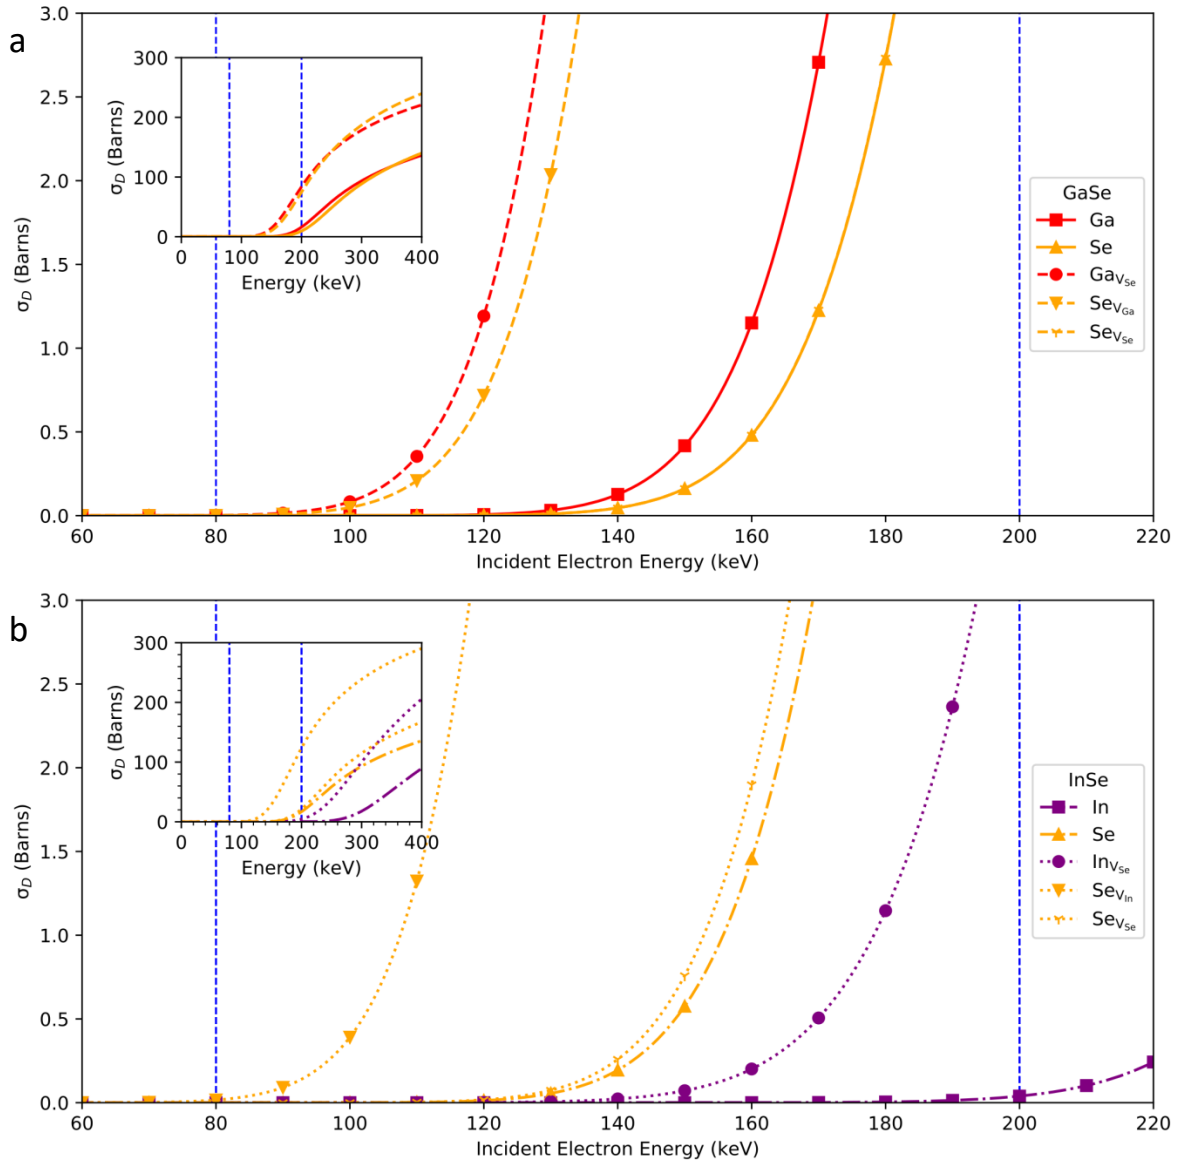 a
3.0
2.5
2.0
1.5
1.0
0.5
0.0
σD (Barns)
60 80 100 120 140 160 180 200 220
Incident Electron Energy (keV)
300
200
100
0
σD (Barns)
0 100 200 300 400
Energy (keV)
GaSe
Ga
Se
GaVSe
SeVGa
SeVSe
b
3.0
2.5
2.0
1.5
1.0
0.5
0.0
σD (Barns)
60 80 100 120 140 160 180 200 220
Incident Electron Energy (keV)
300
200
100
0
σD (Barns)
0 100 200 300 400
Energy (keV)
InSe
In
Se
InVSe
SeVIn
SeVSe